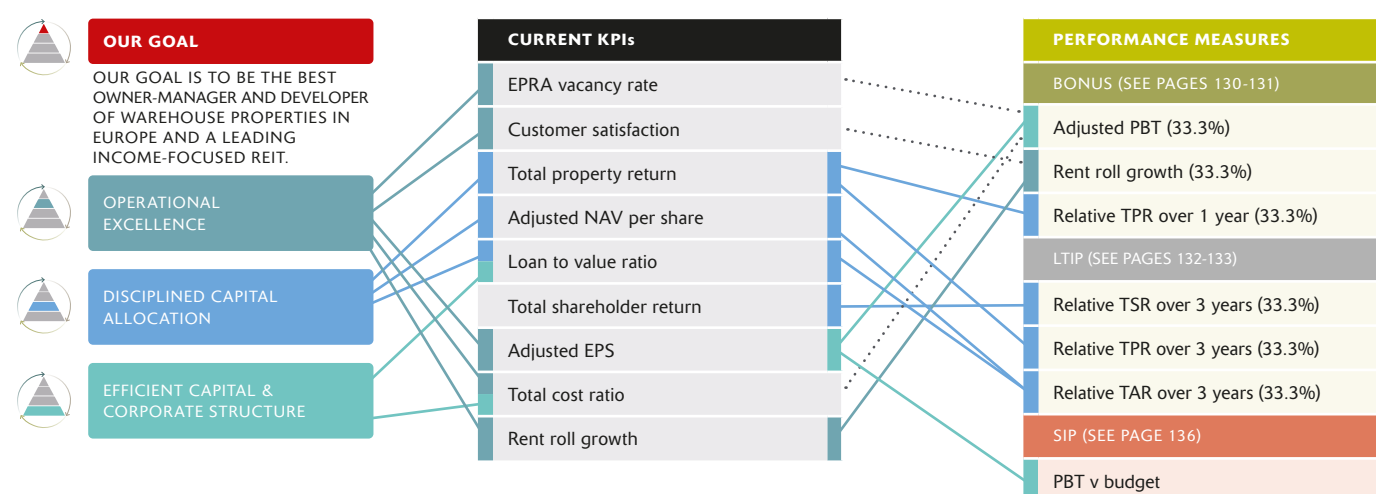 OUR GOAL
OUR GOAL IS TO BE THE BEST
OWNER-MANAGER AND DEVELOPER
OF WAREHOUSE PROPERTIES IN
EUROPE AND A LEADING
INCOME-FOCUSED REIT.
OPERATIONAL
EXCELLENCE
DISCIPLINED CAPITAL
ALLOCATION
EFFICIENT CAPITAL &
CORPORATE STRUCTURE
CURRENT KPIs
EPRA vacancy rate
Customer satisfaction
Total property return
Adjusted NAV per share
Loan to value ratio
Total shareholder return
Adjusted EPS
Total cost ratio
Rent roll growth
PERFORMANCE MEASURES
BONUS (SEE PAGES 130-131)
Adjusted PBT (33.3%)
Rent roll growth (33.3%)
Relative TPR over 1 year (33.3%)
LTIP (SEE PAGES 132-133)
Relative TSR over 3 years (33.3%)
Relative TPR over 3 years (33.3%)
Relative TAR over 3 years (33.3%)
SIP (SEE PAGE 136)
PBT v budget